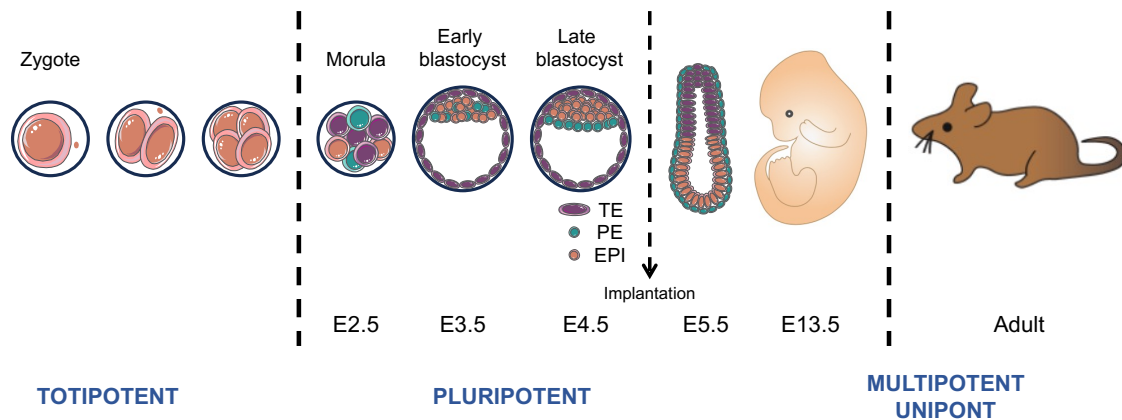 Zygote
Morula
Early
blastocyst
Late
blastocyst
TE
PE
EPI
Implantation
E2.5
E3.5
E4.5
E5.5
E13.5
Adult
TOTIPOTENT
PLURIPOTENT
MULTIPOTENT
UNIPONT